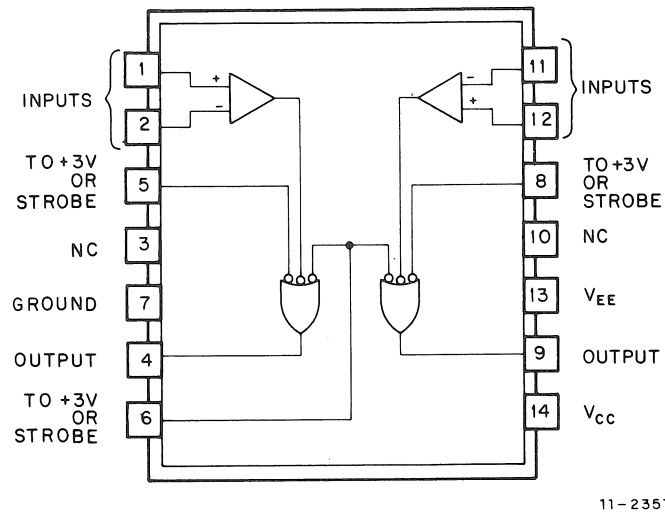 1
2
INPUTS
+
−
5
TO +3V
OR
STROBE
3
NC
7
GROUND
4
OUTPUT
6
TO +3V
OR
STROBE
11
12
INPUTS
−
+
8
TO +3V
OR
STROBE
10
NC
13
VEE
9
OUTPUT
14
VCC